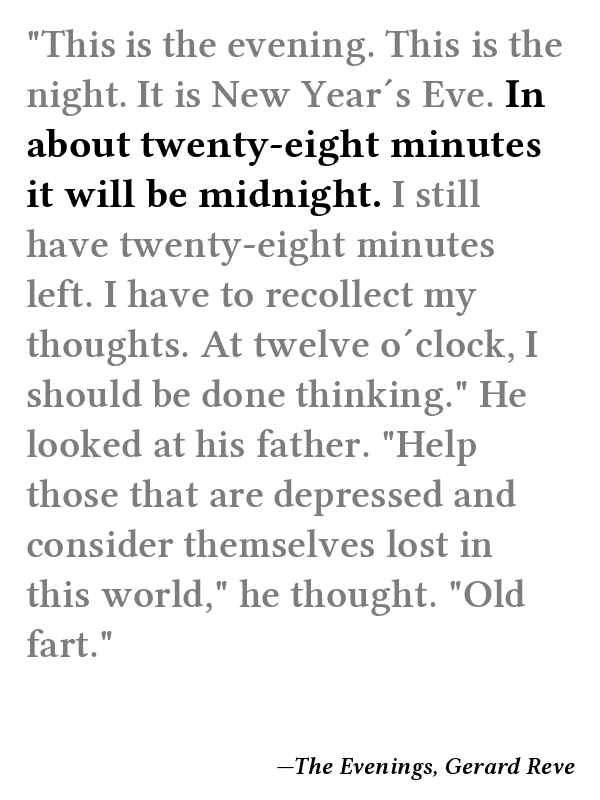 "This is the evening. This is the
night. It is New Year´s Eve. In
about twenty-eight minutes
it will be midnight. I still
have twenty-eight minutes
left. I have to recollect my
thoughts. At twelve o´clock, I
should be done thinking." He
looked at his father. "Help
those that are depressed and
consider themselves lost in
this world," he thought. "Old
fart."
—The Evenings, Gerard Reve